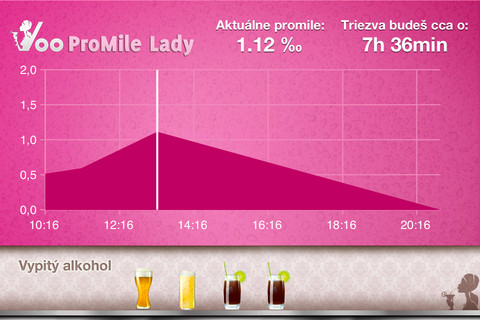 Yoo ProMile Lady
Aktuálne promile:
1.12 ‰
Triezva budeš cca o:
7h 36min
2,0
1,5
1,0
0,5
0,0
10:16 12:16 14:16 16:16 18:16 20:16
Vypitý alkohol